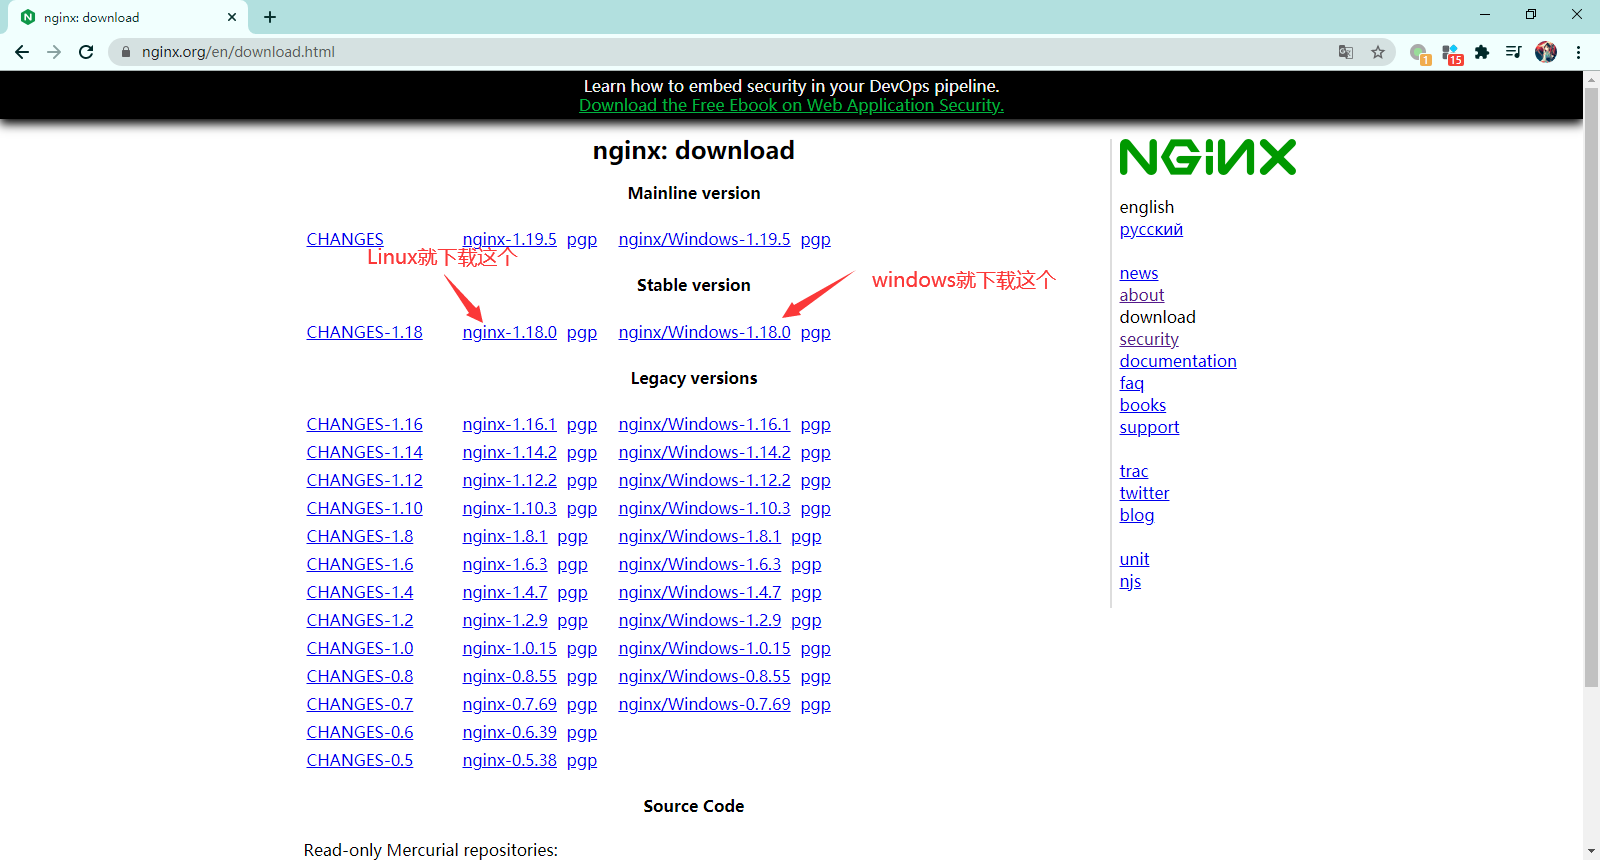 nginx: download
nginx.org/en/download.html
1
15
Learn how to embed security in your DevOps pipeline.
Download the Free Ebook on Web Application Security.
nginx: download
Mainline version
CHANGES nginx-1.19.5 pgp nginx/Windows-1.19.5 pgp
Linux就下载这个
windows就下载这个
Stable version
CHANGES-1.18 nginx-1.18.0 pgp nginx/Windows-1.18.0 pgp
Legacy versions
CHANGES-1.16 nginx-1.16.1 pgp nginx/Windows-1.16.1 pgp
CHANGES-1.14 nginx-1.14.2 pgp nginx/Windows-1.14.2 pgp
CHANGES-1.12 nginx-1.12.2 pgp nginx/Windows-1.12.2 pgp
CHANGES-1.10 nginx-1.10.3 pgp nginx/Windows-1.10.3 pgp
CHANGES-1.8 nginx-1.8.1 pgp nginx/Windows-1.8.1 pgp
CHANGES-1.6 nginx-1.6.3 pgp nginx/Windows-1.6.3 pgp
CHANGES-1.4 nginx-1.4.7 pgp nginx/Windows-1.4.7 pgp
CHANGES-1.2 nginx-1.2.9 pgp nginx/Windows-1.2.9 pgp
CHANGES-1.0 nginx-1.0.15 pgp nginx/Windows-1.0.15 pgp
CHANGES-0.8 nginx-0.8.55 pgp nginx/Windows-0.8.55 pgp
CHANGES-0.7 nginx-0.7.69 pgp nginx/Windows-0.7.69 pgp
CHANGES-0.6 nginx-0.6.39 pgp
CHANGES-0.5 nginx-0.5.38 pgp
Source Code
Read-only Mercurial repositories:
NGINX
english
русский
news
about
download
security
documentation
faq
books
support
trac
twitter
blog
unit
njs